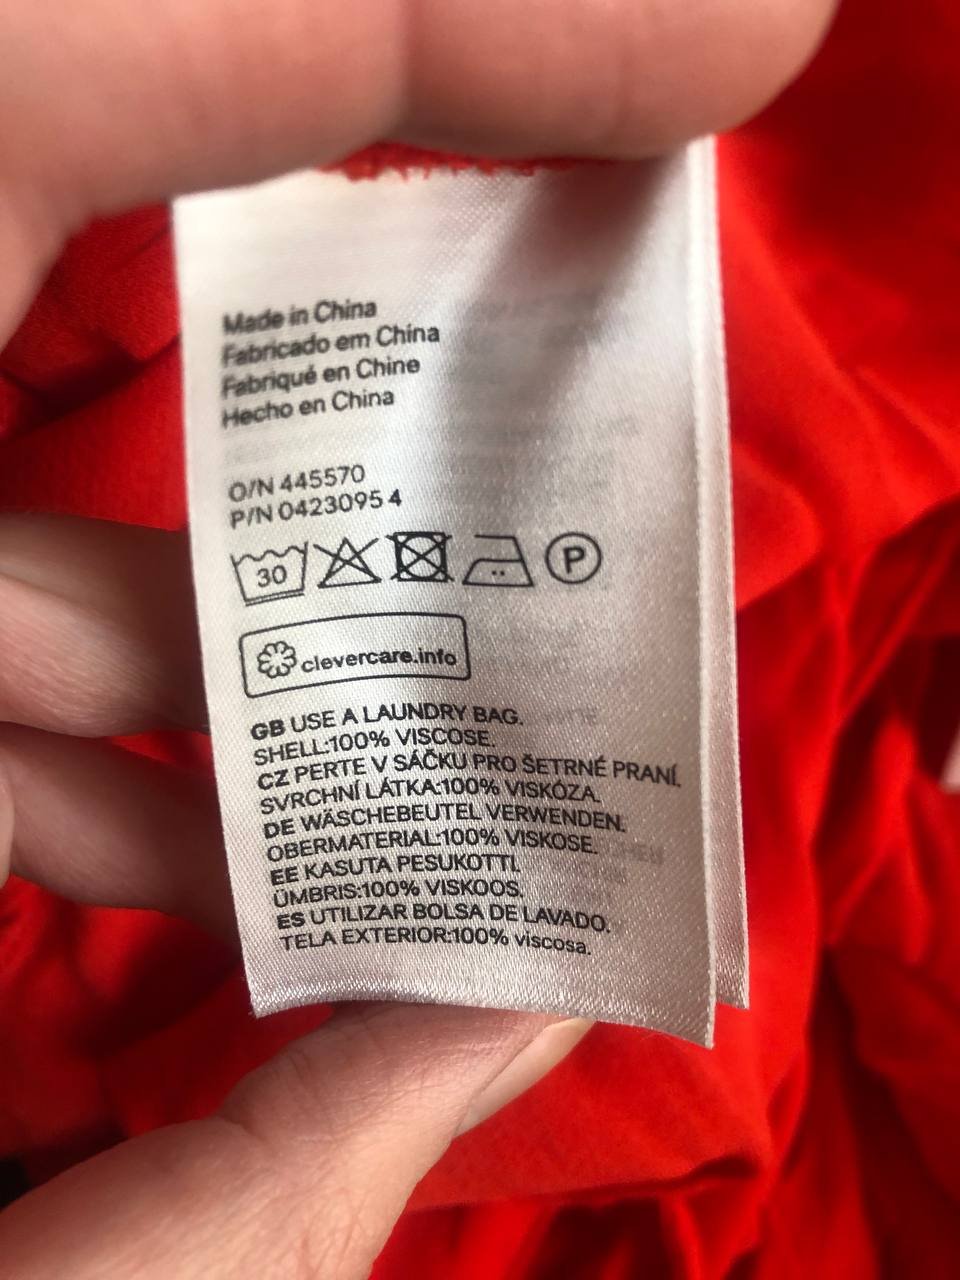 Made in China
Fabricado em China
Fabriqué en Chine
Hecho en China
O/N 445570
P/N 0423095 4
30 P
clevercare.info
GB USE A LAUNDRY BAG.
SHELL:100% VISCOSE.
CZ PERTE V SÁČKU PRO ŠETRNÉ PRANÍ.
SVRCHNÍ LÁTKA:100% VISKÓZA.
DE WÄSCHEBEUTEL VERWENDEN.
OBERMATERIAL:100% VISKOSE.
EE KASUTA PESUKOTTI.
ÜMBRIS:100% VISKOOS.
ES UTILIZAR BOLSA DE LAVADO.
TELA EXTERIOR:100% viscosa.